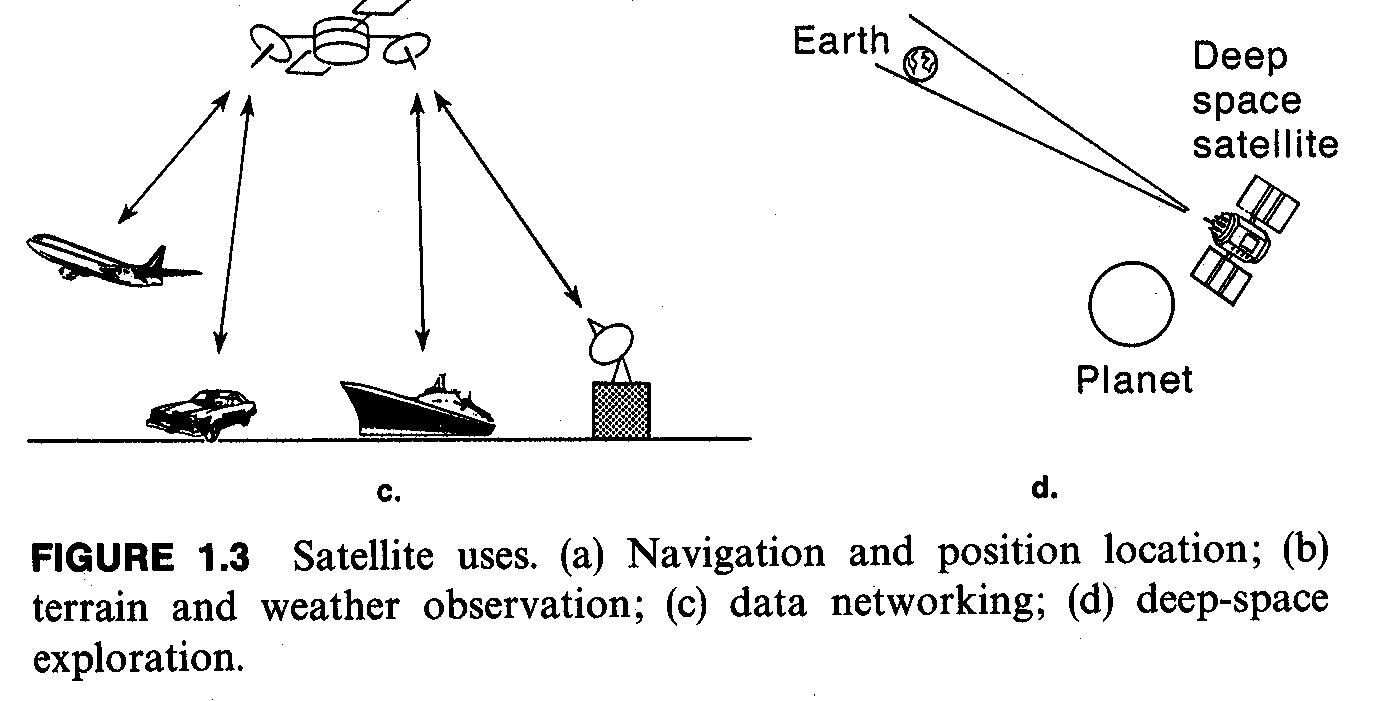 Earth
Deep
space
satellite
Planet
c.
d.
FIGURE 1.3 Satellite uses. (a) Navigation and position location; (b)
terrain and weather observation; (c) data networking; (d) deep-space
exploration.